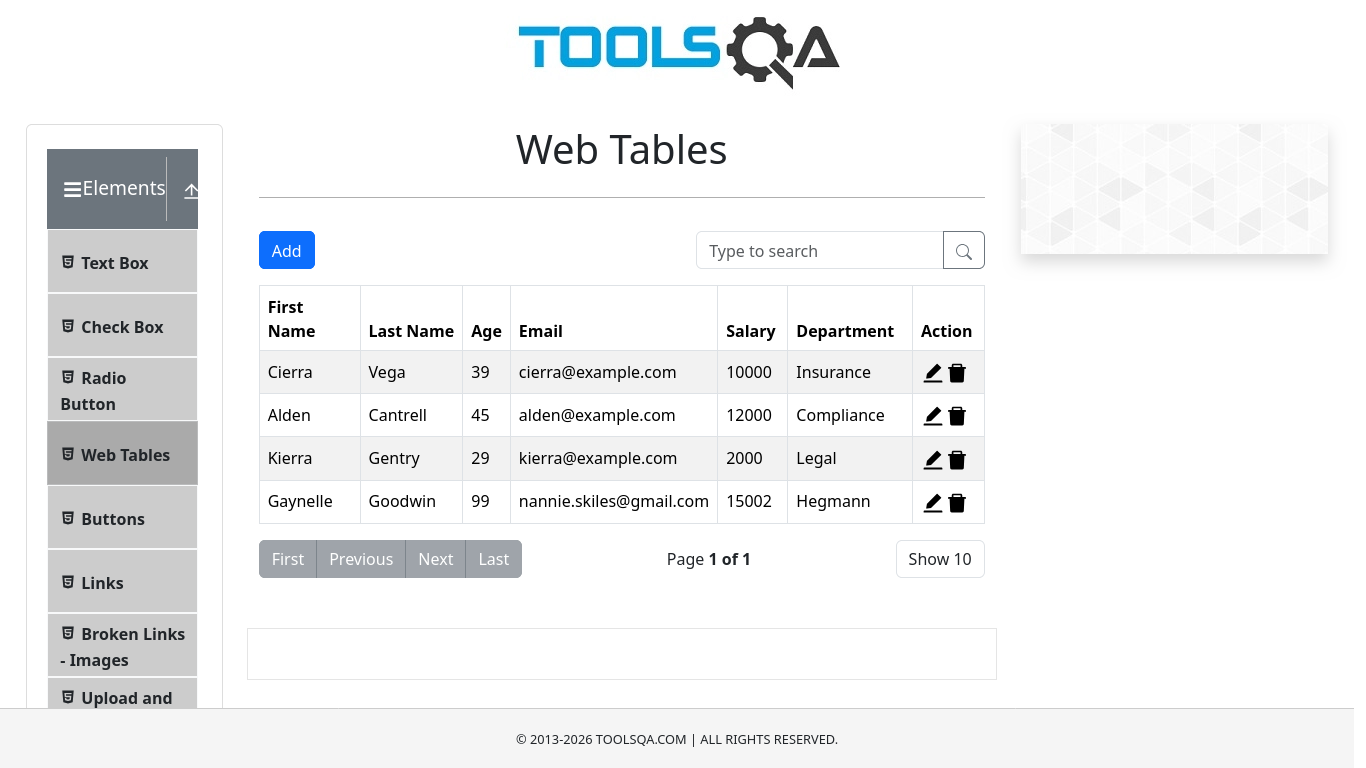 TOOLSQA
Web Tables
Elements
Text Box
Check Box
Radio
Button
Web Tables
Buttons
Links
Broken Links
- Images
Upload and
Add
Type to search
First Name Last Name Age Email Salary Department Action
Cierra Vega 39 cierra@example.com 10000 Insurance
Alden Cantrell 45 alden@example.com 12000 Compliance
Kierra Gentry 29 kierra@example.com 2000 Legal
Gaynelle Goodwin 99 nannie.skiles@gmail.com 15002 Hegmann
First Previous Next Last Page 1 of 1 Show 10
© 2013-2026 TOOLSQA.COM | ALL RIGHTS RESERVED.